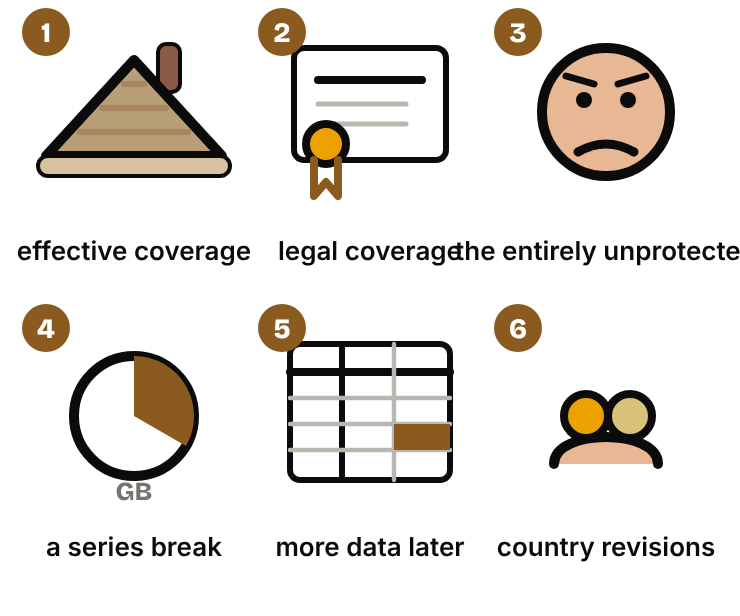 1
2
3
effective coverage
legal coverage
the entirely unprotecte
4
5
6
GB
a series break
more data later
country revisions